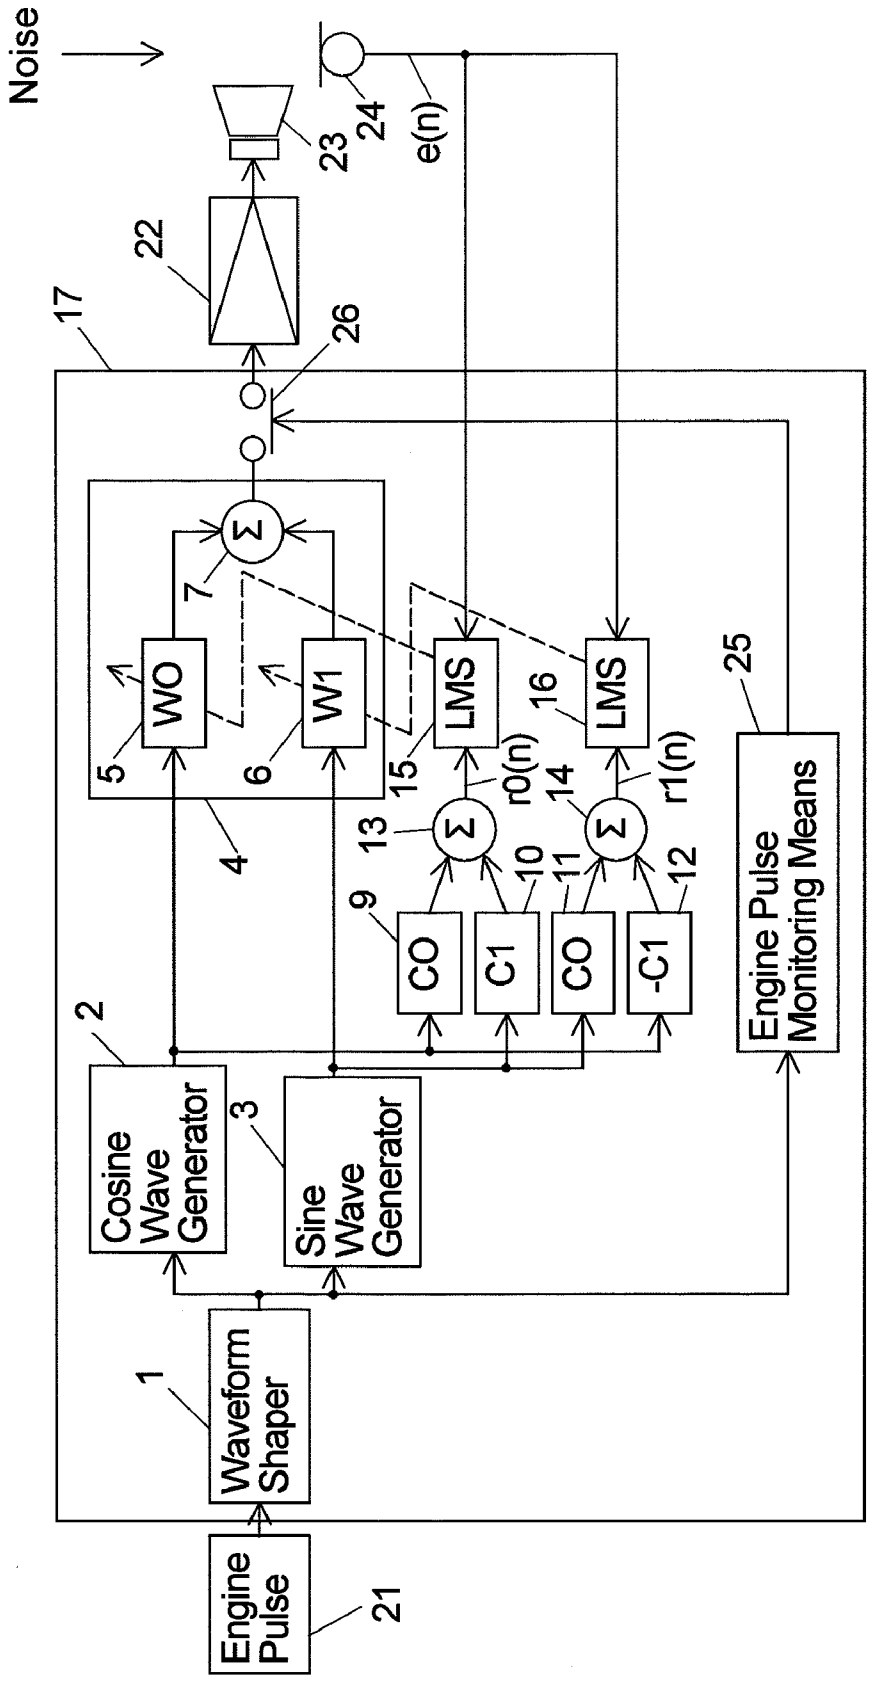 Engine
Pulse
21
Waveform
Shaper
1
Cosine
Wave
Generator
2
Sine
Wave
Generator
3
4
WO
5
W1
6
Σ
7
CO
9
C1
10
CO
11
-C1
12
Σ
13
Σ
14
r0(n)
r1(n)
LMS
15
LMS
16
Engine Pulse
Monitoring Means
25
26
17
22
23
24
e(n)
Noise